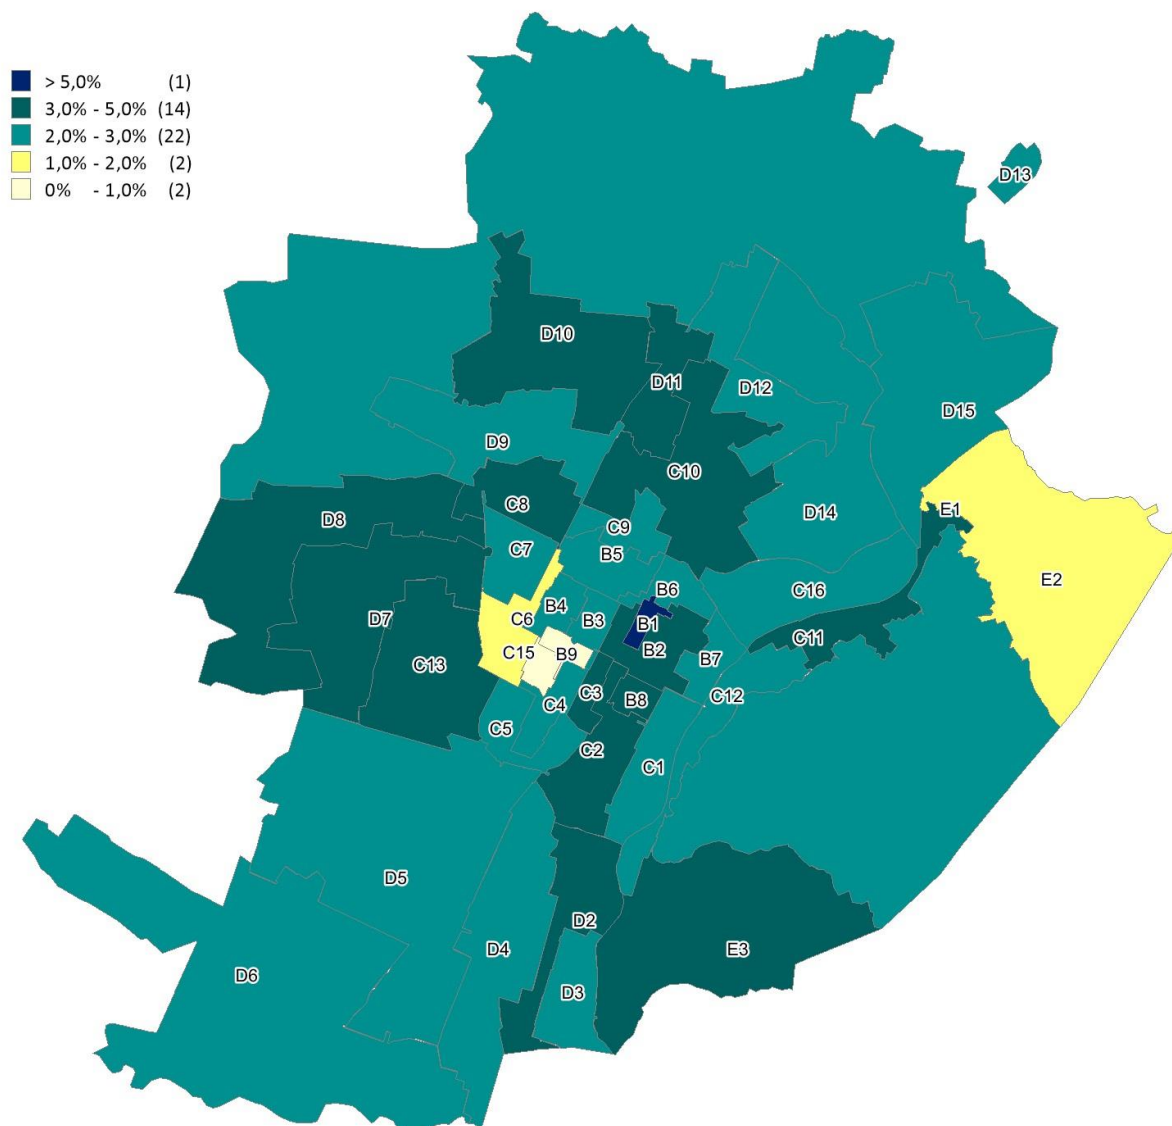 > 5,0% (1)
3,0% - 5,0% (14)
2,0% - 3,0% (22)
1,0% - 2,0% (2)
0% - 1,0% (2)
D13
D10
D11
D12
D15
D9
C10
C8
D8
D14
E1
C9
C7
B5
E2
B6
C16
B4
C6
B3
B1
D7
C11
C15
B9
B2
B7
C13
C3
B8
C12
C4
C5
C2
C1
D5
D2
D4
E3
D6
D3